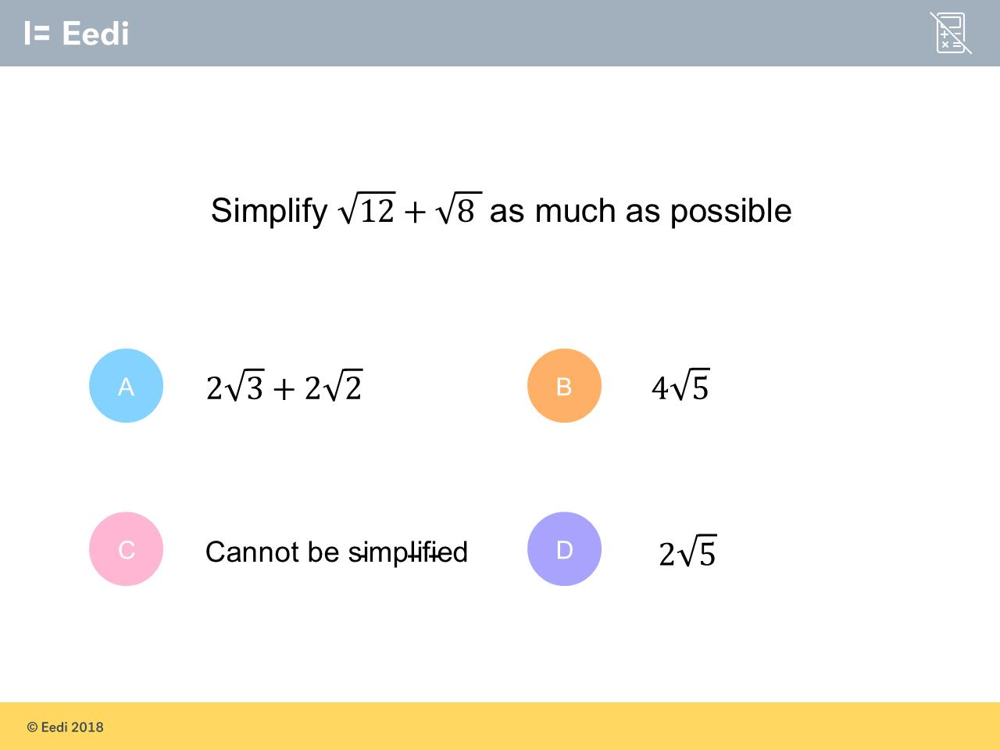 Eedi
Simplify √12 + √8 as much as possible
A 2√3 + 2√2
B 4√5
C Cannot be simplified
D 2√5
© Eedi 2018